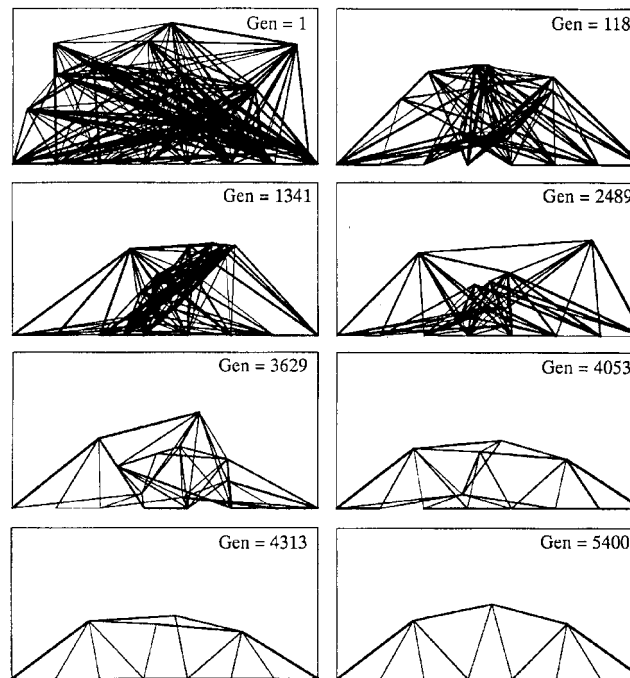 Gen = 1
Gen = 118
Gen = 1341
Gen = 2489
Gen = 3629
Gen = 4053
Gen = 4313
Gen = 5400